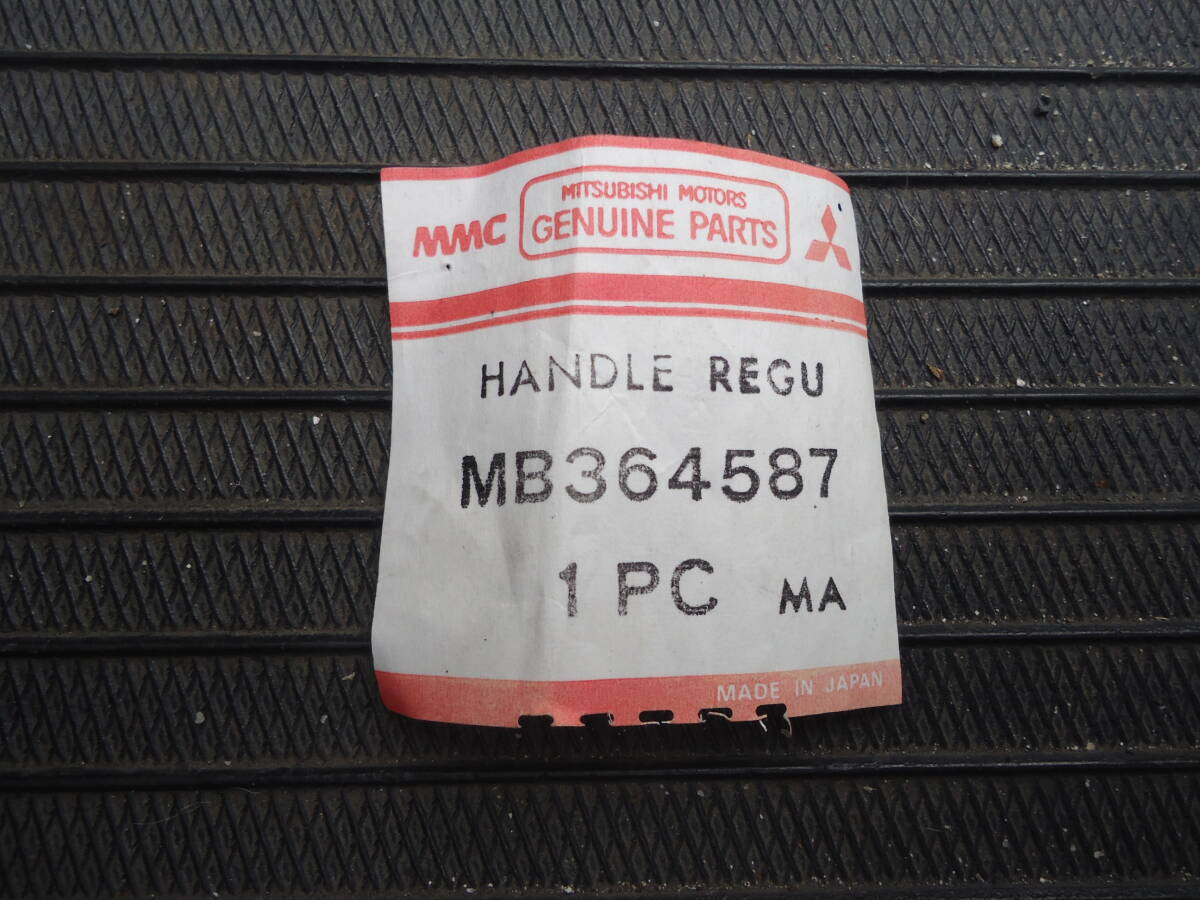 MMC
MITSUBISHI MOTORS
GENUINE PARTS
HANDLE REGU
MB364587
1 PC MA
MADE IN JAPAN